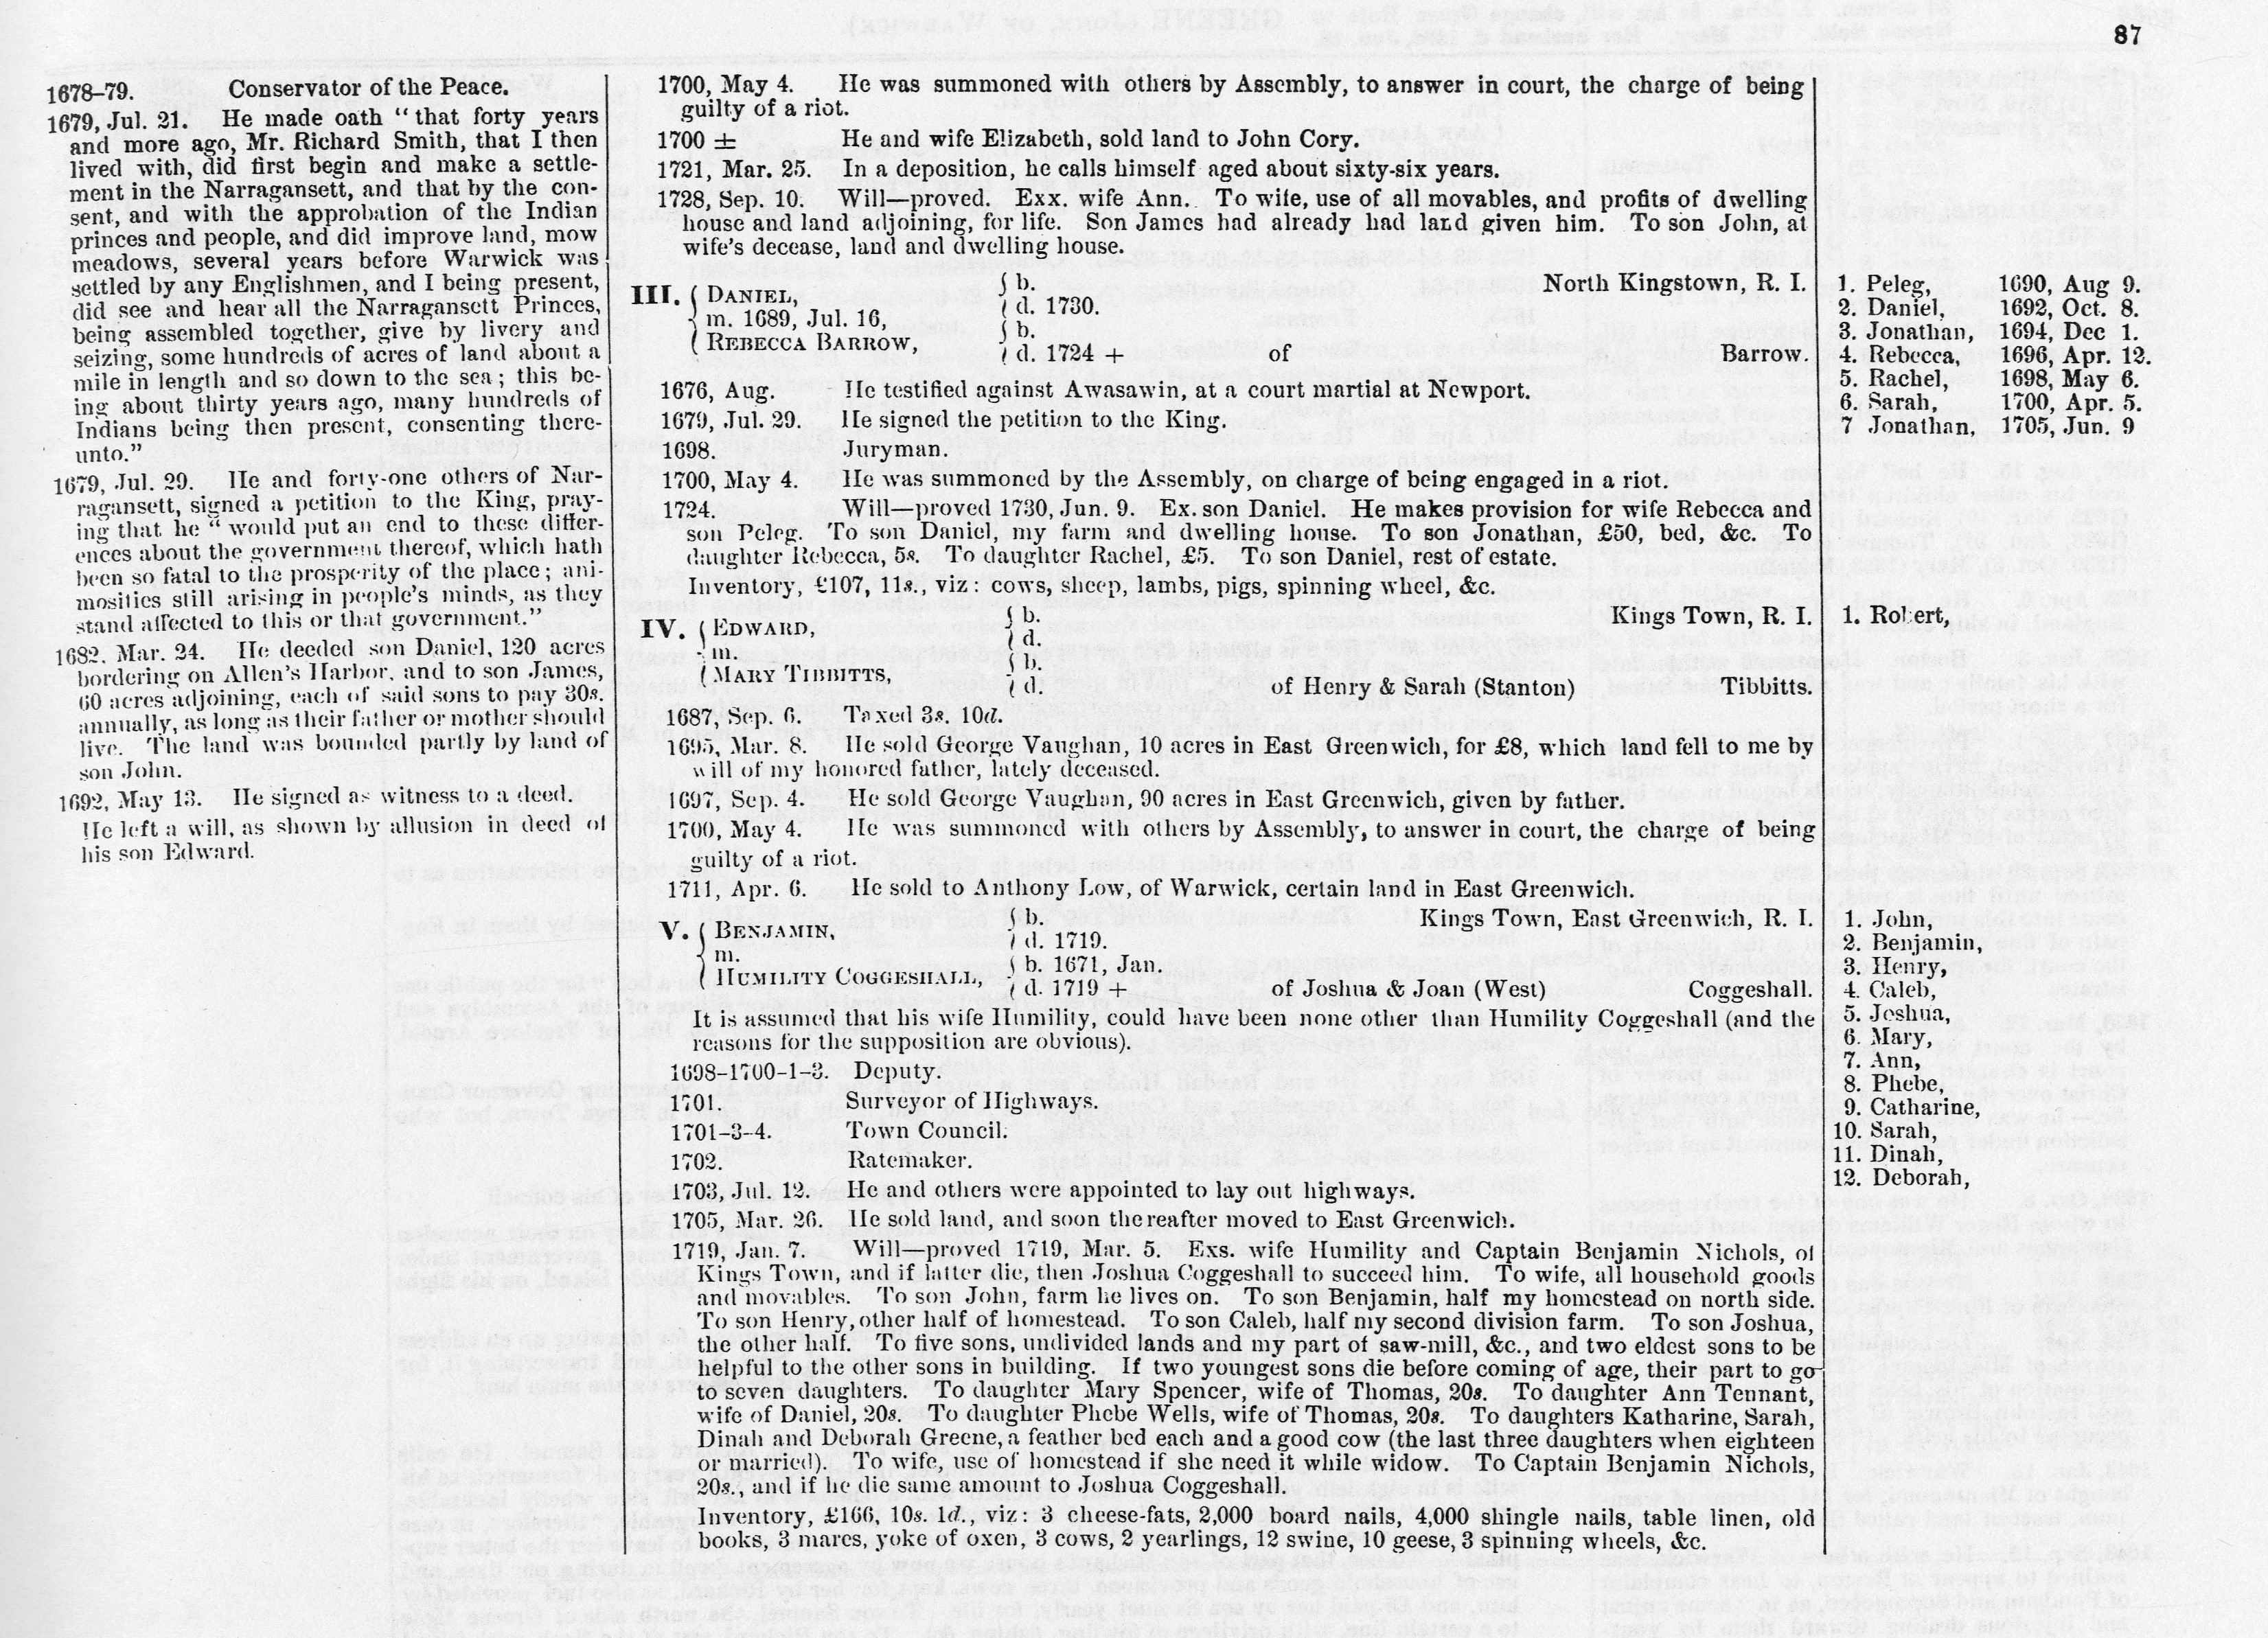 87
1678–79. Conservator of the Peace.
1679, Jul. 21. He made oath “that forty years
and more ago, Mr. Richard Smith, that I then
lived with, did first begin and make a settle-
ment in the Narragansett, and that by the con-
sent, and with the approbation of the Indian
princes and people, and did improve land, mow
meadows, several years before Warwick was
settled by any Englishmen, and I being present,
did see and hear all the Narragansett Princes,
being assembled together, give by livery and
seizing, some hundreds of acres of land about a
mile in length and so down to the sea; this be-
ing about thirty years ago, many hundreds of
Indians being then present, consenting there-
unto.”
1679, Jul. 29. He and forty-one others of Nar-
ragansett, signed a petition to the King, pray-
ing that he “would put an end to these differ-
ences about the government thereof, which hath
been so fatal to the prosperity of the place; ani-
mosities still arising in people's minds, as they
stand affected to this or that government.”
1682, Mar. 24. He deeded son Daniel, 120 acres
bordering on Allen's Harbor, and to son James,
60 acres adjoining, each of said sons to pay 30s.
annually, as long as their father or mother should
live. The land was bounded partly by land of
son John.
1692, May 13. He signed as witness to a deed.
He left a will, as shown by allusion in deed of
his son Edward.
1700, May 4. He was summoned with others by Assembly, to answer in court, the charge of being
guilty of a riot.
1700 ± He and wife Elizabeth, sold land to John Cory.
1721, Mar. 25. In a deposition, he calls himself aged about sixty-six years.
1728, Sep. 10. Will—proved. Exx. wife Ann. To wife, use of all movables, and profits of dwelling
house and land adjoining, for life. Son James had already had land given him. To son John, at
wife's decease, land and dwelling house.
III. DANIEL, b. North Kingstown, R. I.
d. 1730.
m. 1689, Jul. 16,
REBECCA BARROW, b.
d. 1724 + of Barrow.
1676, Aug. He testified against Awasawin, at a court martial at Newport.
1679, Jul. 29. He signed the petition to the King.
1698. Juryman.
1700, May 4. He was summoned by the Assembly, on charge of being engaged in a riot.
1724. Will—proved 1730, Jun. 9. Ex. son Daniel. He makes provision for wife Rebecca and
son Peleg. To son Daniel, my farm and dwelling house. To son Jonathan, £50, bed, &c. To
daughter Rebecca, 5s. To daughter Rachel, £5. To son Daniel, rest of estate.
Inventory, £107, 11s., viz: cows, sheep, lambs, pigs, spinning wheel, &c.
IV. EDWARD, b. Kings Town, R. I.
d.
m.
MARY TIBBITTS, b.
d. of Henry & Sarah (Stanton) Tibbitts.
1687, Sep. 6. Taxed 3s. 10d.
1695, Mar. 8. He sold George Vaughan, 10 acres in East Greenwich, for £8, which land fell to me by
will of my honored father, lately deceased.
1697, Sep. 4. He sold George Vaughan, 90 acres in East Greenwich, given by father.
1700, May 4. He was summoned with others by Assembly, to answer in court, the charge of being
guilty of a riot.
1711, Apr. 6. He sold to Anthony Low, of Warwick, certain land in East Greenwich.
V. BENJAMIN, b. Kings Town, East Greenwich, R. I.
d. 1719.
m.
HUMILITY COGGESHALL, b. 1671, Jan.
d. 1719 + of Joshua & Joan (West) Coggeshall.
It is assumed that his wife Humility, could have been none other than Humility Coggeshall (and the
reasons for the supposition are obvious).
1698–1700–1–3. Deputy.
1701. Surveyor of Highways.
1701–3–4. Town Council.
1702. Ratemaker.
1703, Jul. 12. He and others were appointed to lay out highways.
1705, Mar. 26. He sold land, and soon thereafter moved to East Greenwich.
1719, Jan. 7. Will—proved 1719, Mar. 5. Exs. wife Humility and Captain Benjamin Nichols, of
Kings Town, and if latter die, then Joshua Coggeshall to succeed him. To wife, all household goods
and movables. To son John, farm he lives on. To son Benjamin, half my homestead on north side.
To son Henry, other half of homestead. To son Caleb, half my second division farm. To son Joshua,
the other half. To five sons, undivided lands and my part of saw-mill, &c., and two eldest sons to be
helpful to the other sons in building. If two youngest sons die before coming of age, their part to go
to seven daughters. To daughter Mary Spencer, wife of Thomas, 20s. To daughter Ann Tennant,
wife of Daniel, 20s. To daughter Phebe Wells, wife of Thomas, 20s. To daughters Katharine, Sarah,
Dinah and Deborah Greene, a feather bed each and a good cow (the last three daughters when eighteen
or married). To wife, use of homestead if she need it while widow. To Captain Benjamin Nichols,
20s., and if he die same amount to Joshua Coggeshall.
Inventory, £166, 10s. 1d., viz: 3 cheese-fats, 2,000 board nails, 4,000 shingle nails, table linen, old
books, 3 mares, yoke of oxen, 3 cows, 2 yearlings, 12 swine, 10 geese, 3 spinning wheels, &c.
1. Peleg, 1690, Aug 9.
2. Daniel, 1692, Oct. 8.
3. Jonathan, 1694, Dec 1.
4. Rebecca, 1696, Apr. 12.
5. Rachel, 1698, May 6.
6. Sarah, 1700, Apr. 5.
7 Jonathan, 1705, Jun. 9
1. Robert,
1. John,
2. Benjamin,
3. Henry,
4. Caleb,
5. Joshua,
6. Mary,
7. Ann,
8. Phebe,
9. Catharine,
10. Sarah,
11. Dinah,
12. Deborah,